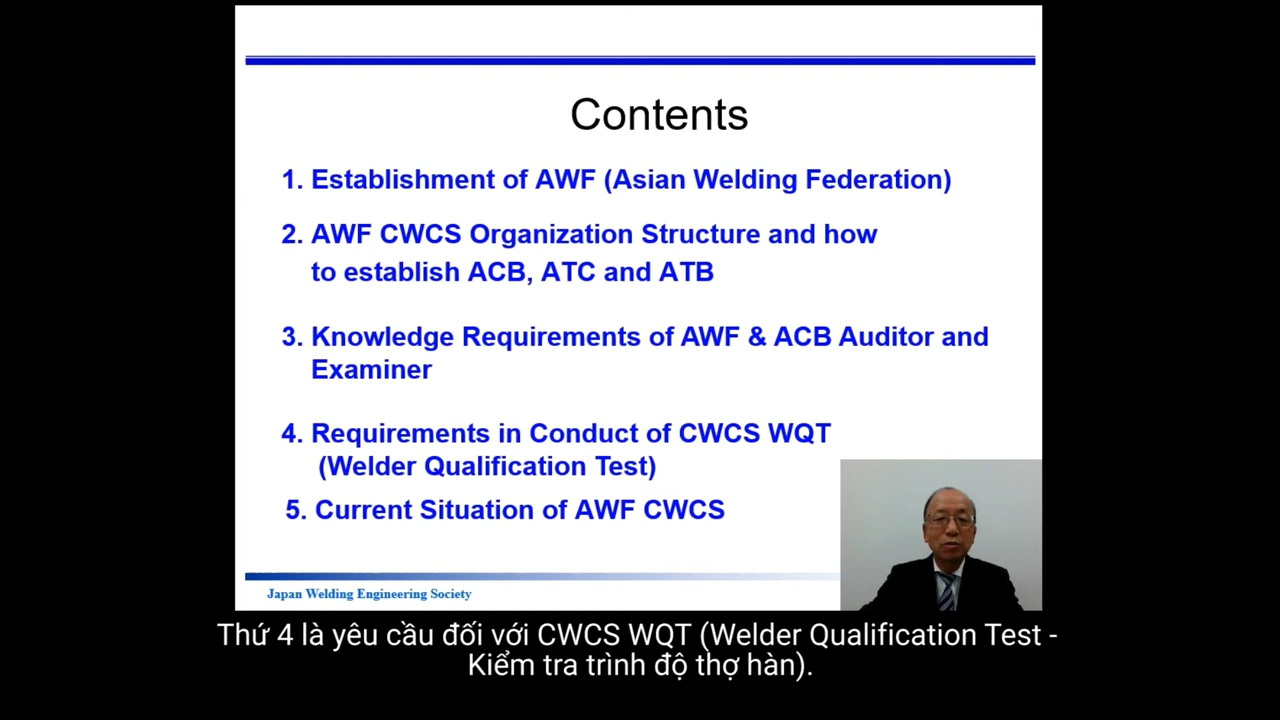 Contents
1. Establishment of AWF (Asian Welding Federation)
2. AWF CWCS Organization Structure and how
to establish ACB, ATC and ATB
3. Knowledge Requirements of AWF & ACB Auditor and
Examiner
4. Requirements in Conduct of CWCS WQT
(Welder Qualification Test)
5. Current Situation of AWF CWCS
Japan Welding Engineering Society
Thứ 4 là yêu cầu đối với CWCS WQT (Welder Qualification Test -
Kiểm tra trình độ thợ hàn).